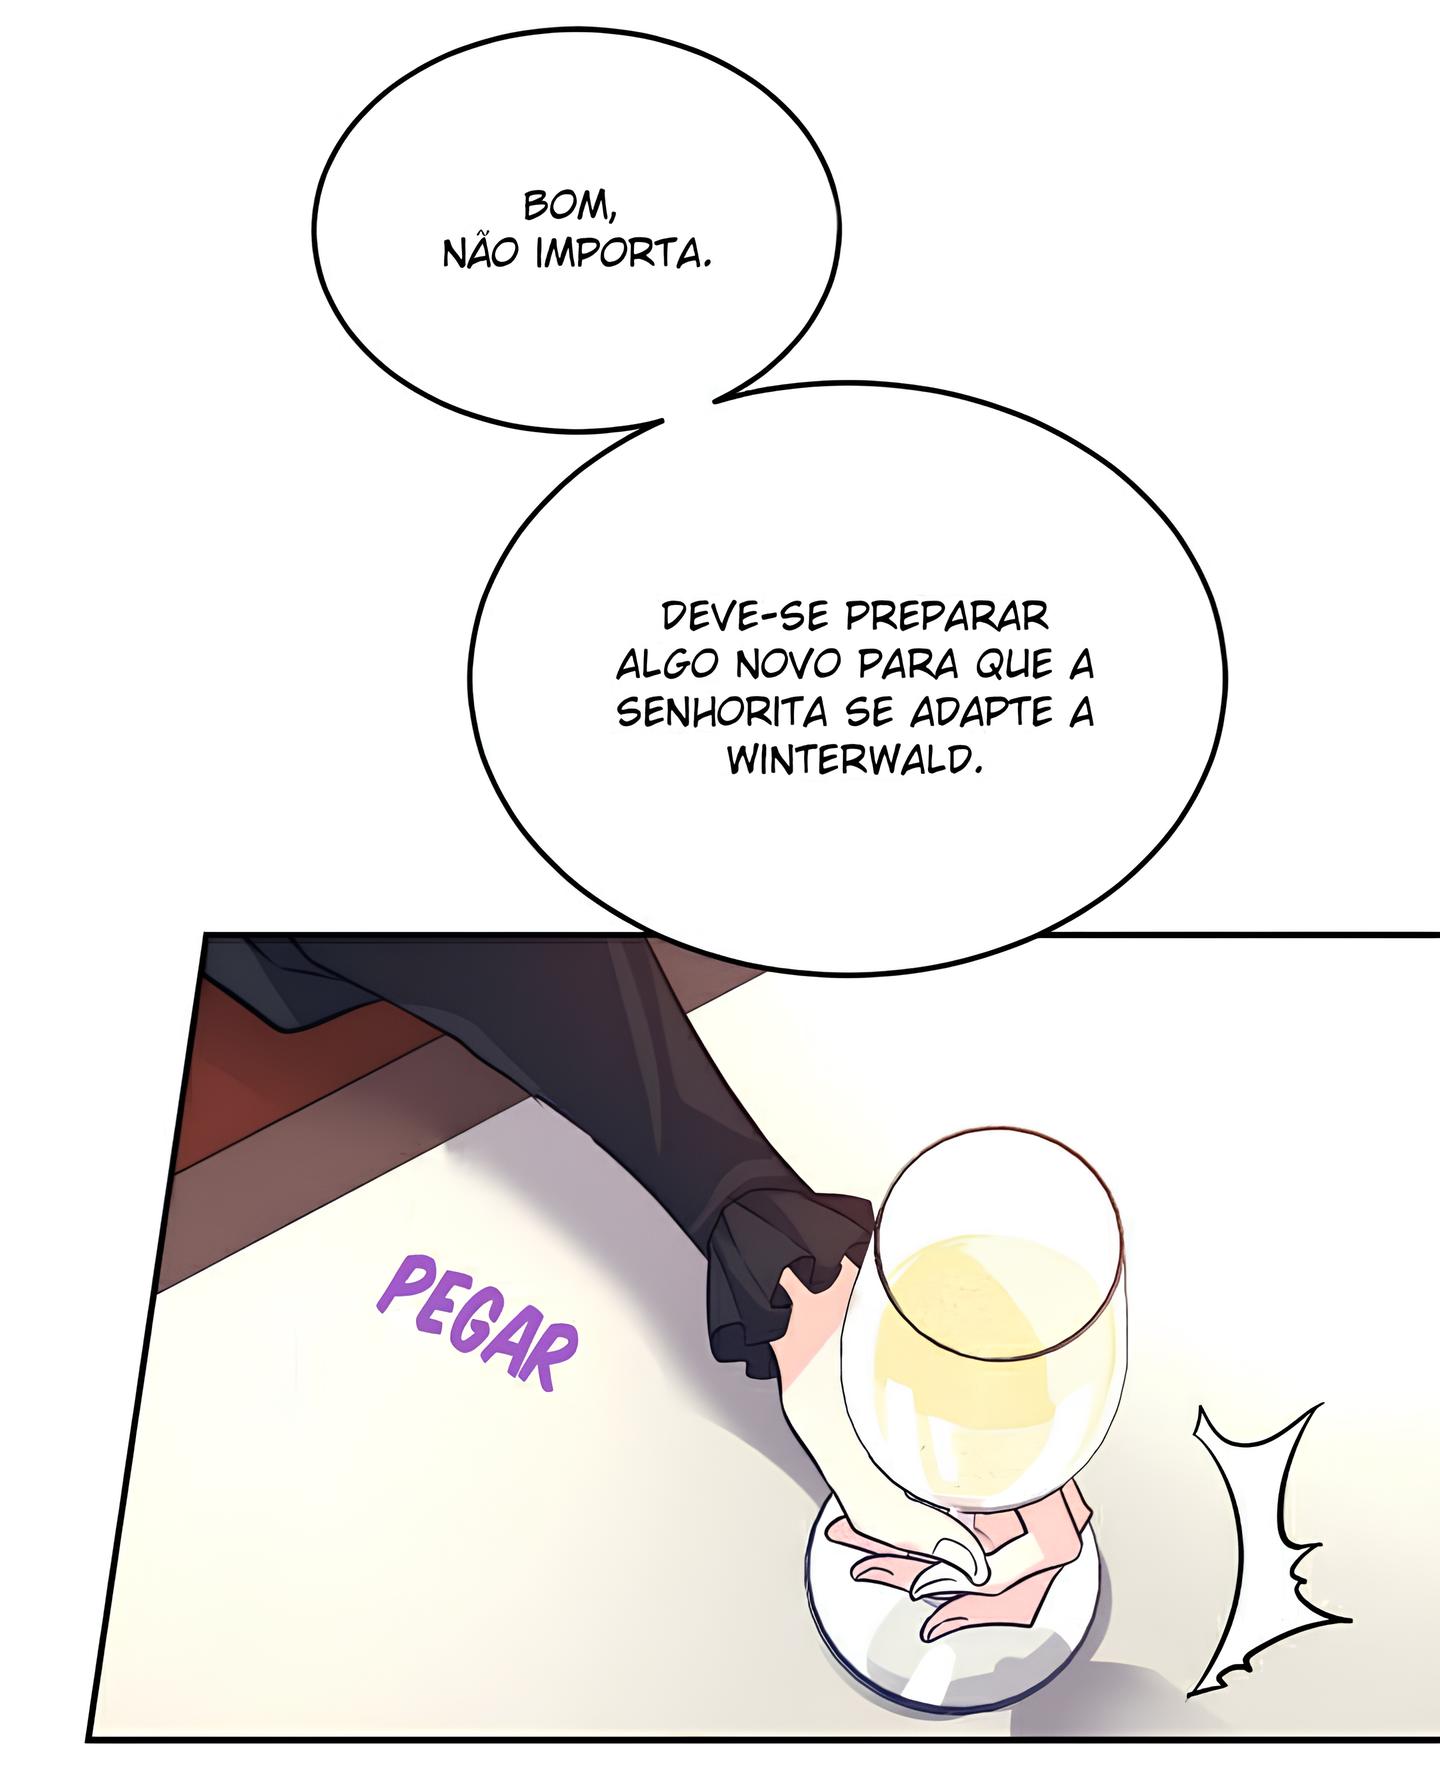 BOM,
NÃO IMPORTA.
DEVE-SE PREPARAR
ALGO NOVO PARA QUE A
SENHORITA SE ADAPTE A
WINTERWALD.
PEGAR